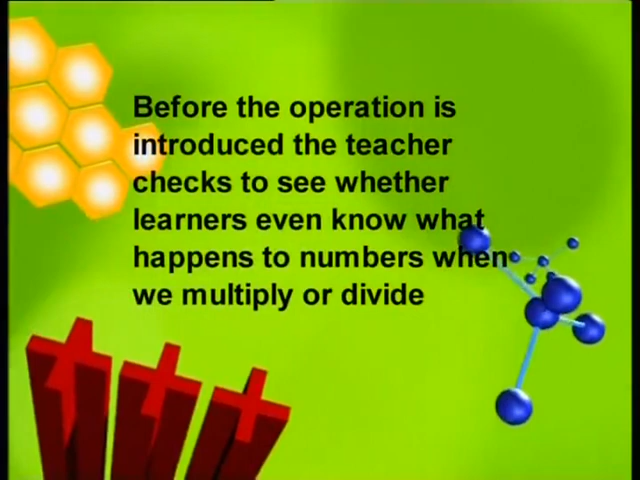 Before the operation is
introduced the teacher
checks to see whether
learners even know what
happens to numbers when
we multiply or divide